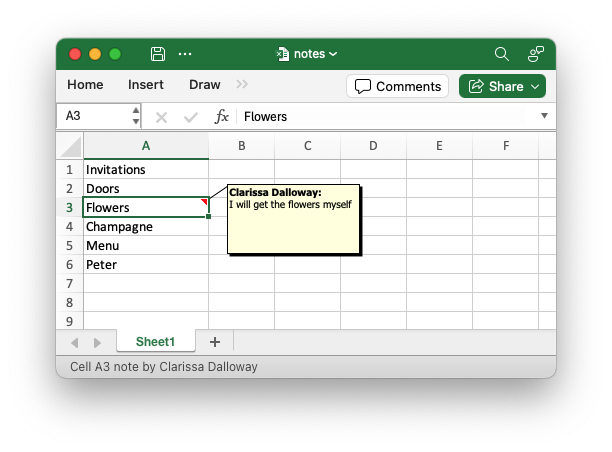 notes
Home Insert Draw Comments Share
A3 fx Flowers
A B C D E F
1 Invitations
2 Doors
3 Flowers
4 Champagne
5 Menu
6 Peter
7
8
9
Clarissa Dalloway:
I will get the flowers myself
Sheet1
Cell A3 note by Clarissa Dalloway